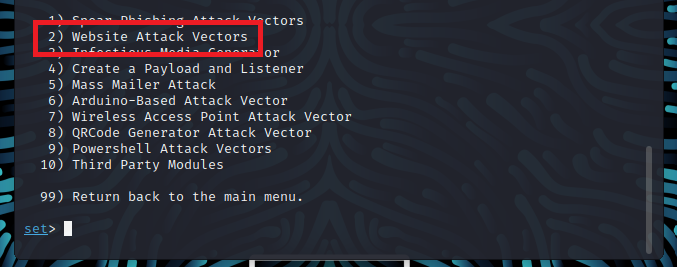 1) Spear-Phishing Attack Vectors
2) Website Attack Vectors
3) Infectious Media Generator
4) Create a Payload and Listener
5) Mass Mailer Attack
6) Arduino-Based Attack Vector
7) Wireless Access Point Attack Vector
8) QRCode Generator Attack Vector
9) Powershell Attack Vectors
10) Third Party Modules
99) Return back to the main menu.
set>